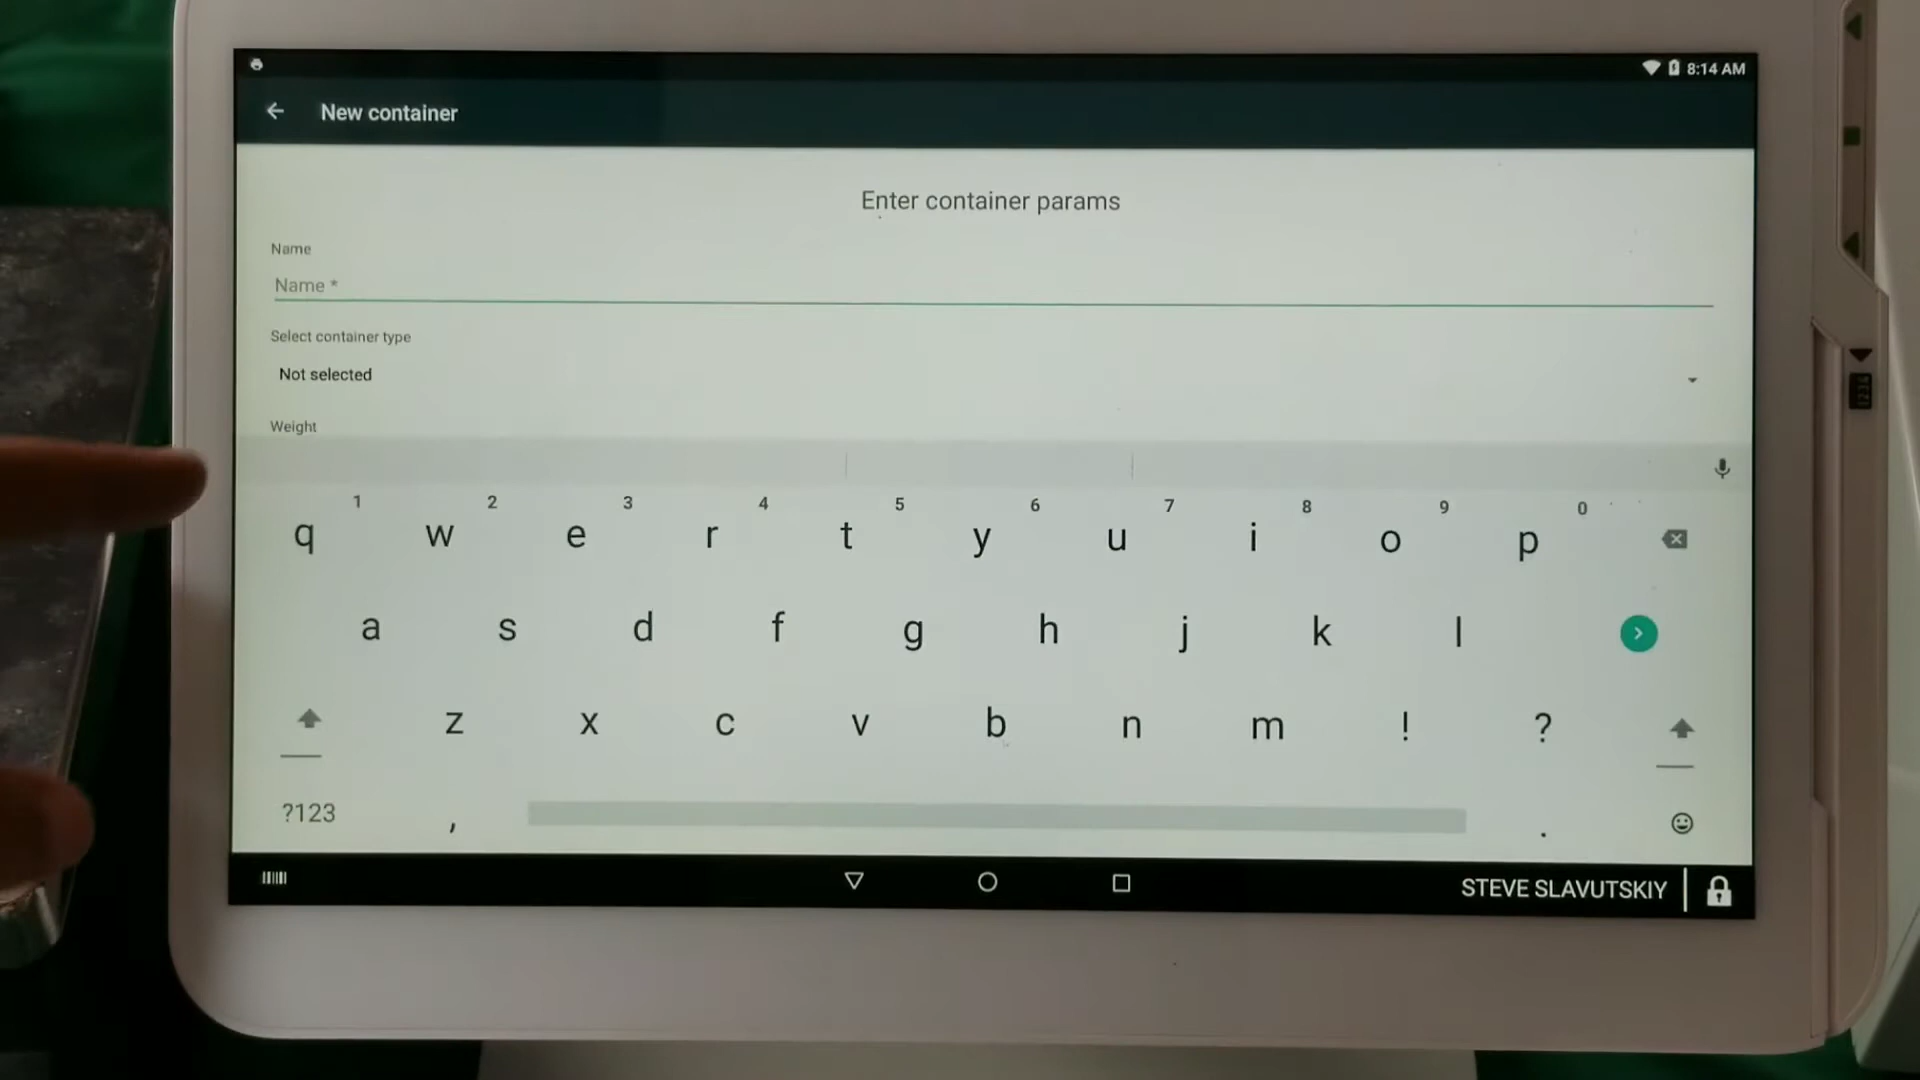 8:14 AM
New container
Enter container params
Name
Name *
Select container type
Not selected
Weight
1 2 3 4 5 6 7 8 9 0
q w e r t y u i o p
a s d f g h j k l
z x c v b n m ! ?
?123 , .
STEVE SLAVUTSKIY